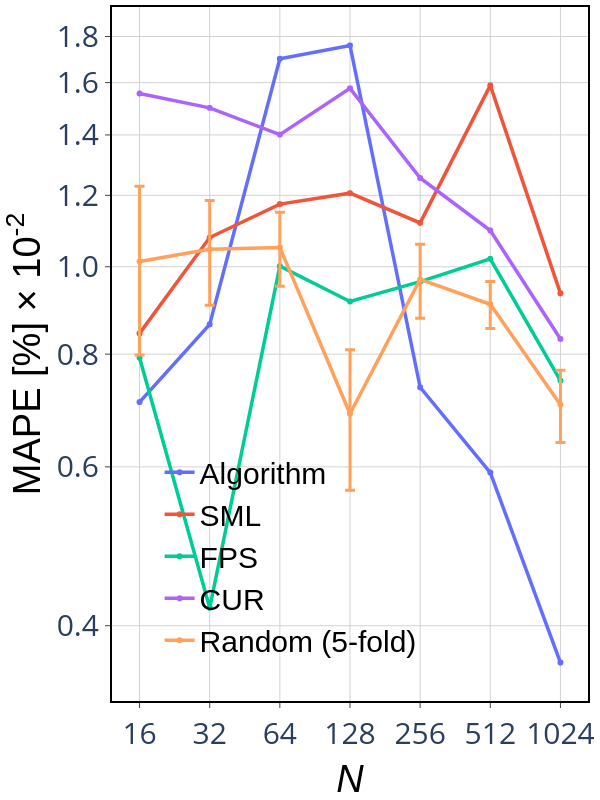 MAPE [%] × 10-2
1.8
1.6
1.4
1.2
1.0
0.8
0.6
0.4
Algorithm
SML
FPS
CUR
Random (5-fold)
16 32 64 128 256 512 1024
N